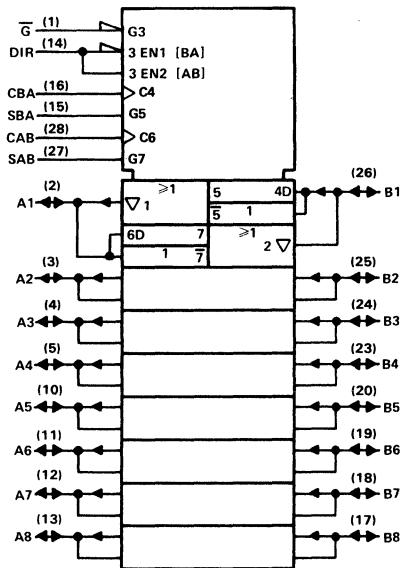 G̅ (1) G3
DIR (14) 3 EN1 [BA]
3 EN2 [AB]
CBA (16) C4
SBA (15) G5
CAB (28) C6
SAB (27) G7
A1 (2) ≥1 ▽ 1 5 4D (26) B1
5̅ 1
6D 7 ≥1
1 7̅ 2 ▽
A2 (3) (25) B2
A3 (4) (24) B3
A4 (5) (23) B4
A5 (10) (20) B5
A6 (11) (19) B6
A7 (12) (18) B7
A8 (13) (17) B8